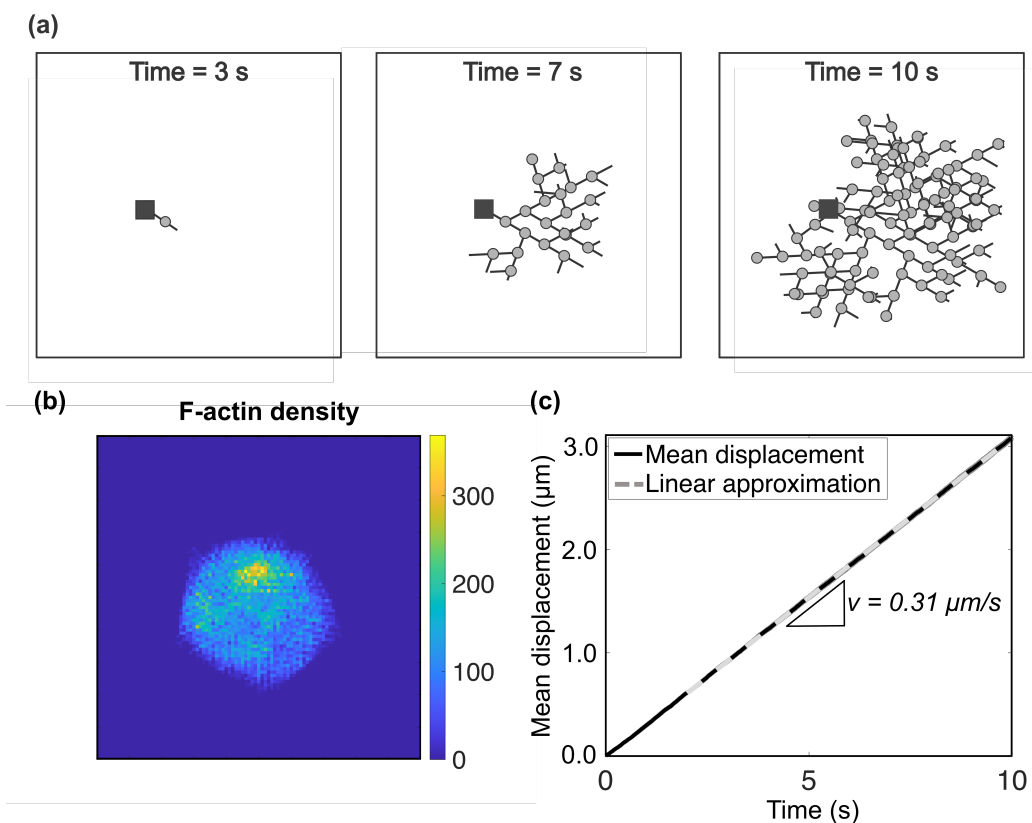 (a)
Time = 3 s
Time = 7 s
Time = 10 s
(b)
F-actin density
300
200
100
0
(c)
Mean displacement (μm)
3.0
2.0
1.0
0.0
Mean displacement
Linear approximation
v = 0.31 μm/s
0
5
10
Time (s)